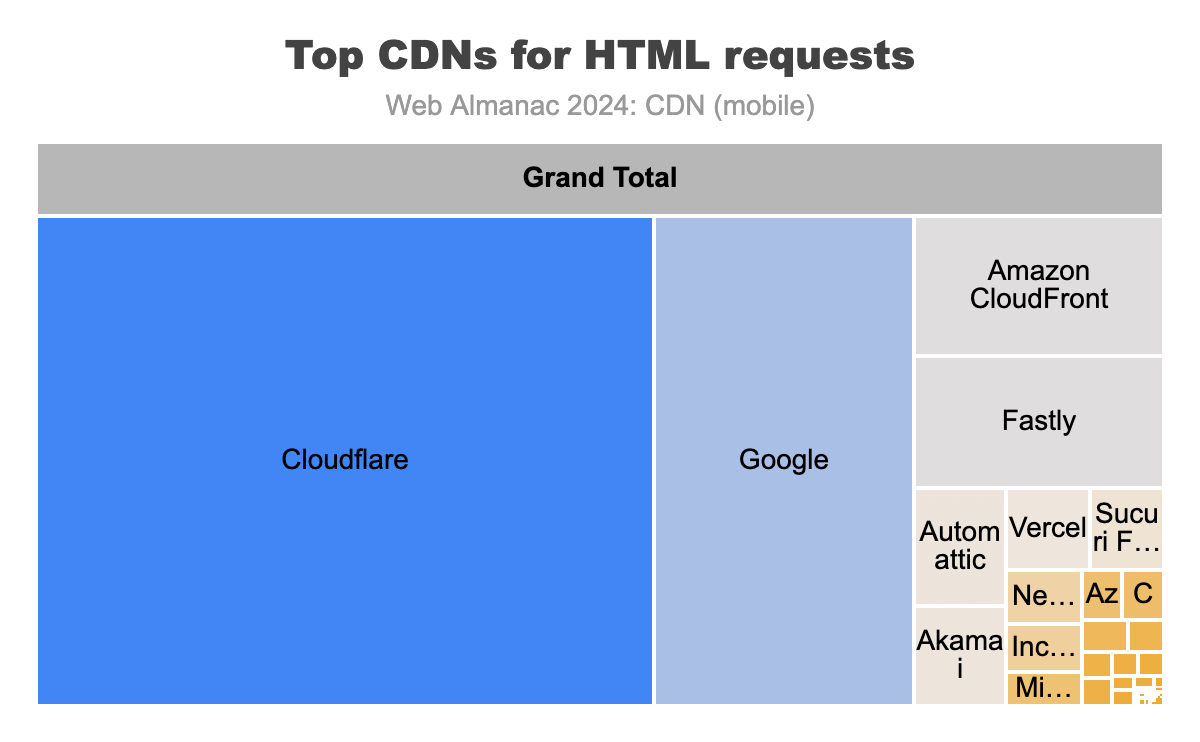 Top CDNs for HTML requests
Web Almanac 2024: CDN (mobile)
Grand Total
Cloudflare
Google
Amazon
CloudFront
Fastly
Autom
attic
Vercel
Sucu
ri F…
Akama
i
Ne…
Az
C
Inc…
Mi…